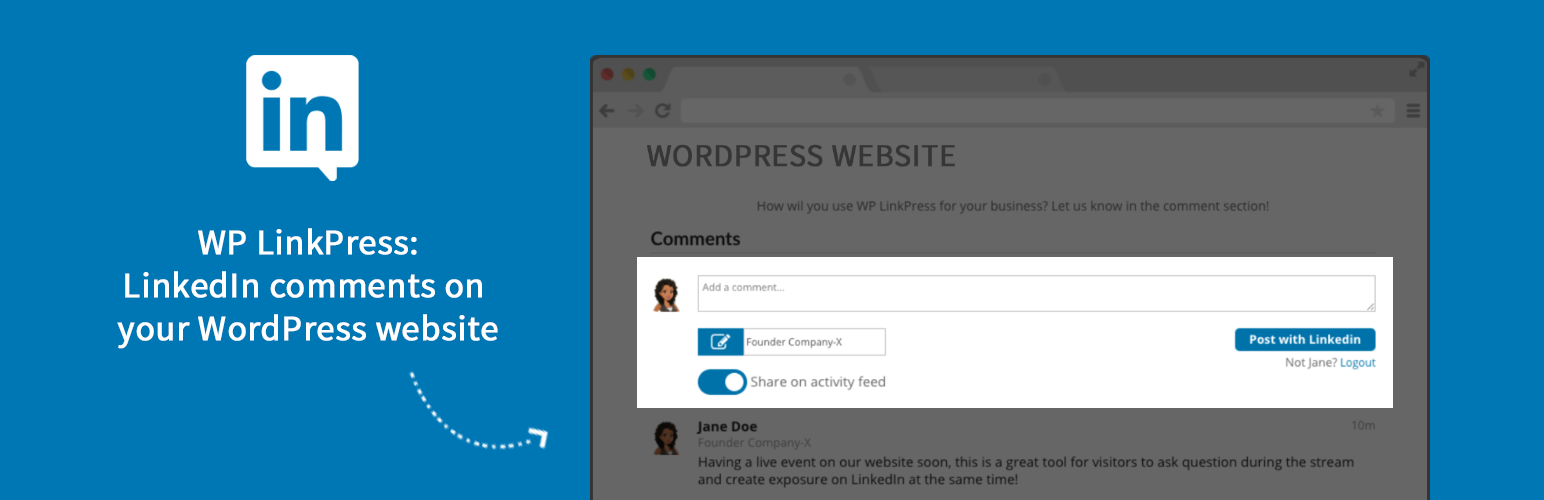 in
WP LinkPress:
LinkedIn comments on
your WordPress website
WORDPRESS WEBSITE
How wil you use WP LinkPress for your business? Let us know in the comment section!
Comments
Add a comment...
Founder Company-X
Post with Linkedin
Not Jane? Logout
Share on activity feed
Jane Doe
10m
Founder Company-X
Having a live event on our website soon, this is a great tool for visitors to ask question during the stream
and create exposure on LinkedIn at the same time!